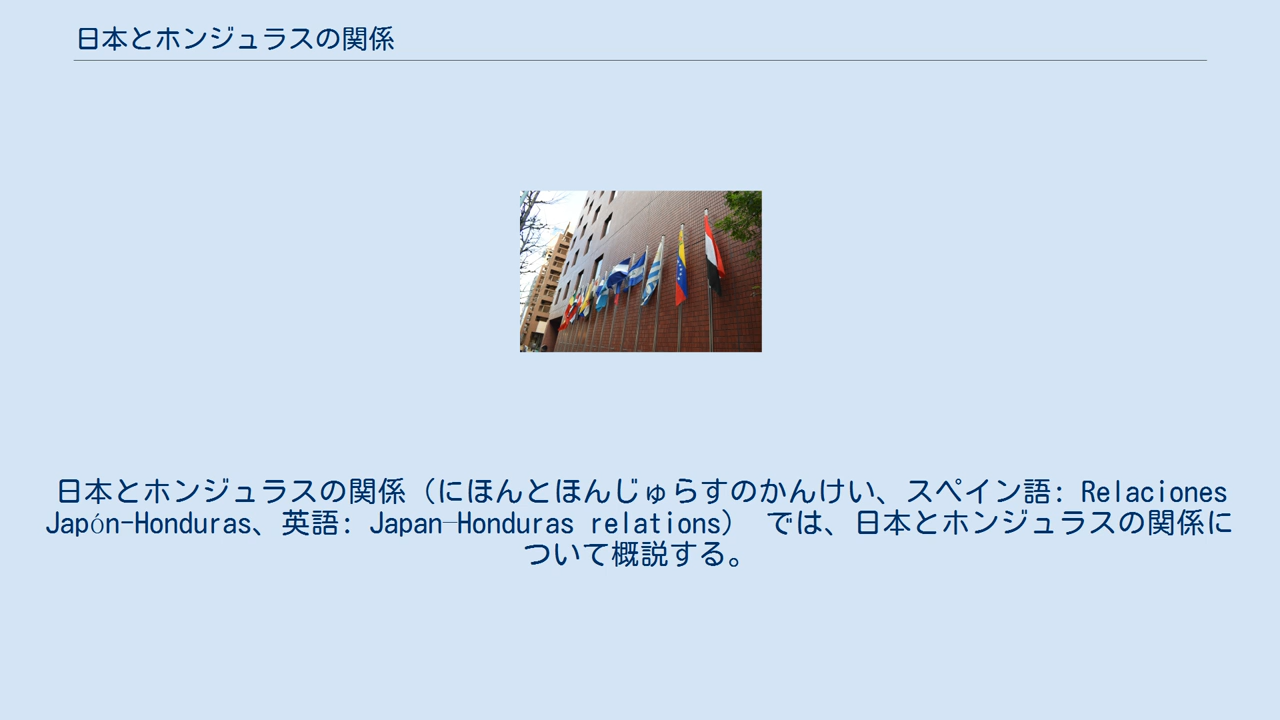 日本とホンジュラスの関係
日本とホンジュラスの関係（にほんとほんじゅらすのかんけい、スペイン語: Relaciones
Japón-Honduras、英語: Japan–Honduras relations） では、日本とホンジュラスの関係に
ついて概説する。